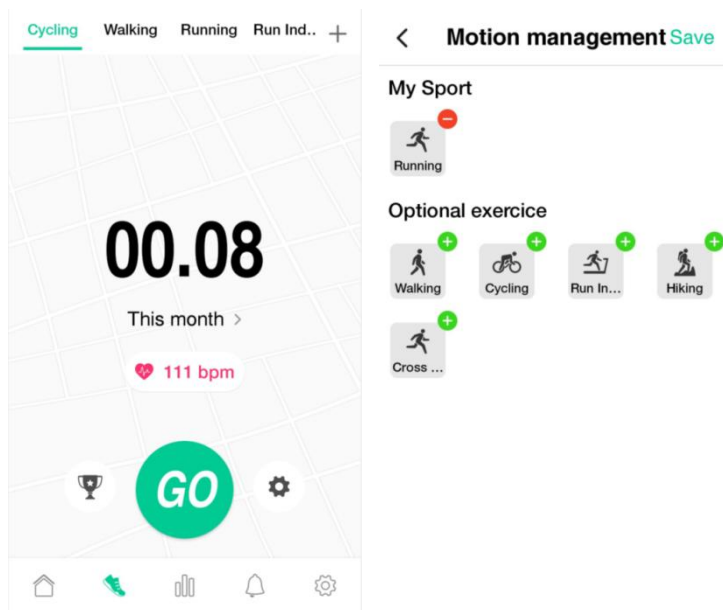 Cycling Walking Running Run Ind..
00.08
This month
111 bpm
GO
Motion management Save
My Sport
Running
Optional exercice
Walking Cycling Run In... Hiking
Cross ...